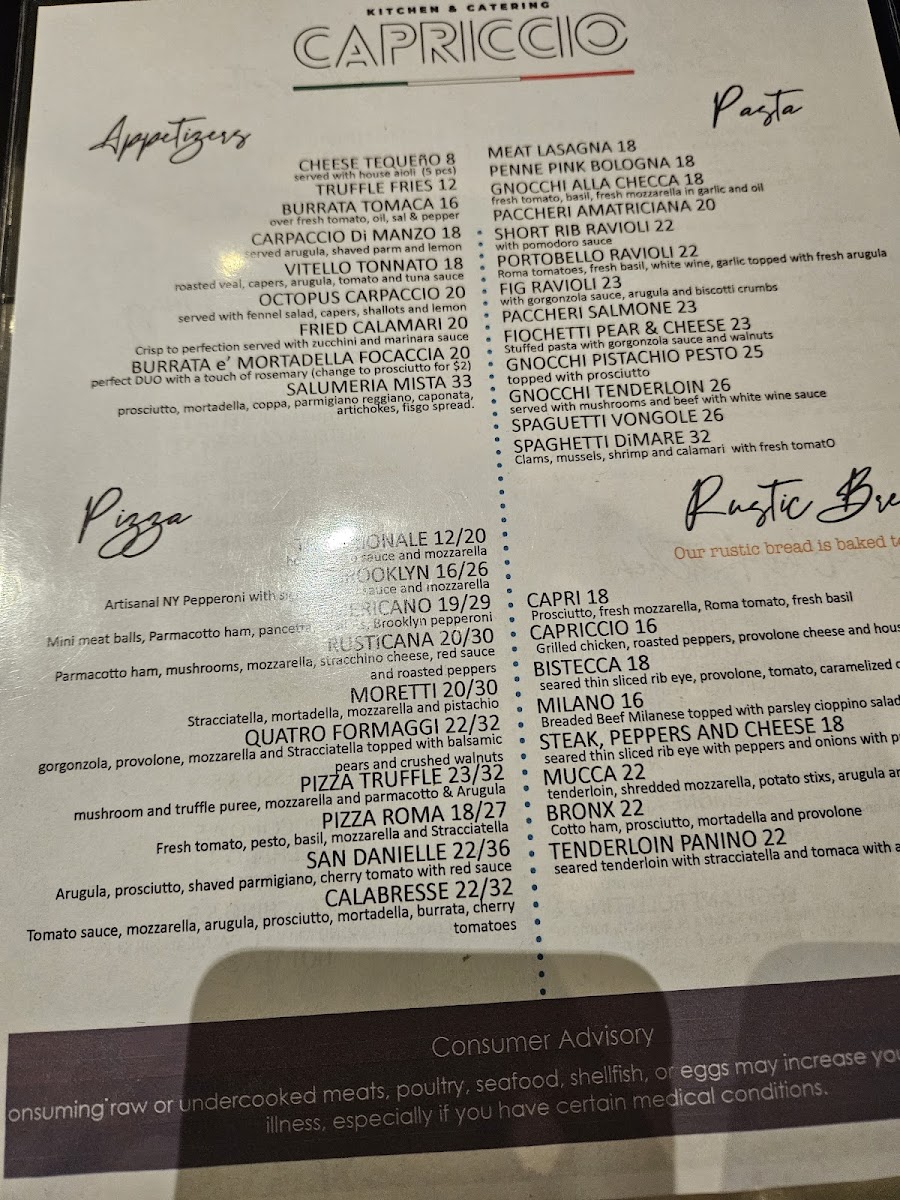 KITCHEN & CATERING
CAPRICCIO
Appetizers
CHEESE TEQUEñO 8
served with house aioli (5 pcs)
TRUFFLE FRIES 12
BURRATA TOMACA 16
over fresh tomato, oil, sal & pepper
CARPACCIO Di MANZO 18
served arugula, shaved parm and lemon
VITELLO TONNATO 18
roasted veal, capers, arugula, tomato and tuna sauce
OCTOPUS CARPACCIO 20
served with fennel salad, capers, shallots and lemon
FRIED CALAMARI 20
Crisp to perfection served with zucchini and marinara sauce
BURRATA e' MORTADELLA FOCACCIA 20
perfect DUO with a touch of rosemary (change to prosciutto for $2)
SALUMERIA MISTA 33
prosciutto, mortadella, coppa, parmigiano reggiano, caponata,
artichokes, fisgo spread.
Pasta
MEAT LASAGNA 18
PENNE PINK BOLOGNA 18
GNOCCHI ALLA CHECCA 18
fresh tomato, basil, fresh mozzarella in garlic and oil
PACCHERI AMATRICIANA 20
SHORT RIB RAVIOLI 22
with pomodoro sauce
PORTOBELLO RAVIOLI 22
Roma tomatoes, fresh basil, white wine, garlic topped with fresh arugula
FIG RAVIOLI 23
with gorgonzola sauce, arugula and biscotti crumbs
PACCHERI SALMONE 23
FIOCHETTI PEAR & CHEESE 23
Stuffed pasta with gorgonzola sauce and walnuts
GNOCCHI PISTACHIO PESTO 25
topped with prosciutto
GNOCCHI TENDERLOIN 26
served with mushrooms and beef with white wine sauce
SPAGUETTI VONGOLE 26
SPAGHETTI DiMARE 32
Clams, mussels, shrimp and calamari with fresh tomatO
Pizza
12/20
sauce and mozzarella
16/26
Artisanal NY Pepperoni with sauce and mozzarella
19/29
Mini meat balls, Parmacotto ham, Brooklyn pepperoni
RUSTICANA 20/30
Parmacotto ham, mushrooms, mozzarella, stracchino cheese, red sauce
and roasted peppers
MORETTI 20/30
Stracciatella, mortadella, mozzarella and pistachio
QUATRO FORMAGGI 22/32
gorgonzola, provolone, mozzarella and Stracciatella topped with balsamic
pears and crushed walnuts
PIZZA TRUFFLE 23/32
mushroom and truffle puree, mozzarella and parmacotto & Arugula
PIZZA ROMA 18/27
Fresh tomato, pesto, basil, mozzarella and Stracciatella
SAN DANIELLE 22/36
Arugula, prosciutto, shaved parmigiano, cherry tomato with red sauce
CALABRESSE 22/32
Tomato sauce, mozzarella, arugula, prosciutto, mortadella, burrata, cherry
tomatoes
Rustic Bre
Our rustic bread is baked t
CAPRI 18
Prosciutto, fresh mozzarella, Roma tomato, fresh basil
CAPRICCIO 16
Grilled chicken, roasted peppers, provolone cheese and hous
BISTECCA 18
seared thin sliced rib eye, provolone, tomato, caramelized
MILANO 16
Breaded Beef Milanese topped with parsley cioppino salad
STEAK, PEPPERS AND CHEESE 18
seared thin sliced rib eye with peppers and onions with p
MUCCA 22
tenderloin, shredded mozzarella, potato stixs, arugula a
BRONX 22
Cotto ham, prosciutto, mortadella and provolone
TENDERLOIN PANINO 22
seared tenderloin with stracciatella and tomaca with a
Consumer Advisory
onsuming raw or undercooked meats, poultry, seafood, shellfish, or eggs may increase you
illness, especially if you have certain medical conditions.